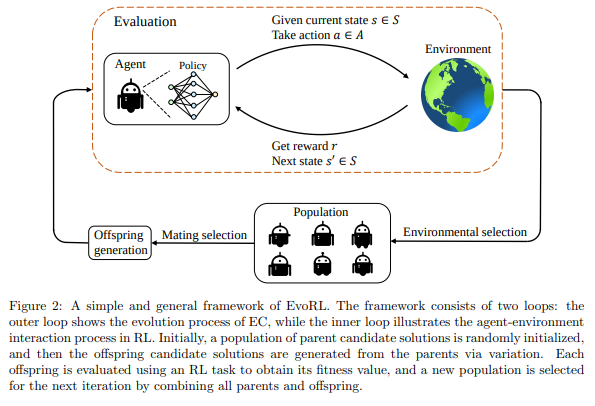 Evaluation
Given current state s ∈ S
Take action a ∈ A
Environment
Agent
Policy
Get reward r
Next state s′ ∈ S
Population
Offspring
generation
Mating selection
Environmental selection
Figure 2: A simple and general framework of EvoRL. The framework consists of two loops: the
outer loop shows the evolution process of EC, while the inner loop illustrates the agent-environment
interaction process in RL. Initially, a population of parent candidate solutions is randomly initialized,
and then the offspring candidate solutions are generated from the parents via variation. Each
offspring is evaluated using an RL task to obtain its fitness value, and a new population is selected
for the next iteration by combining all parents and offspring.